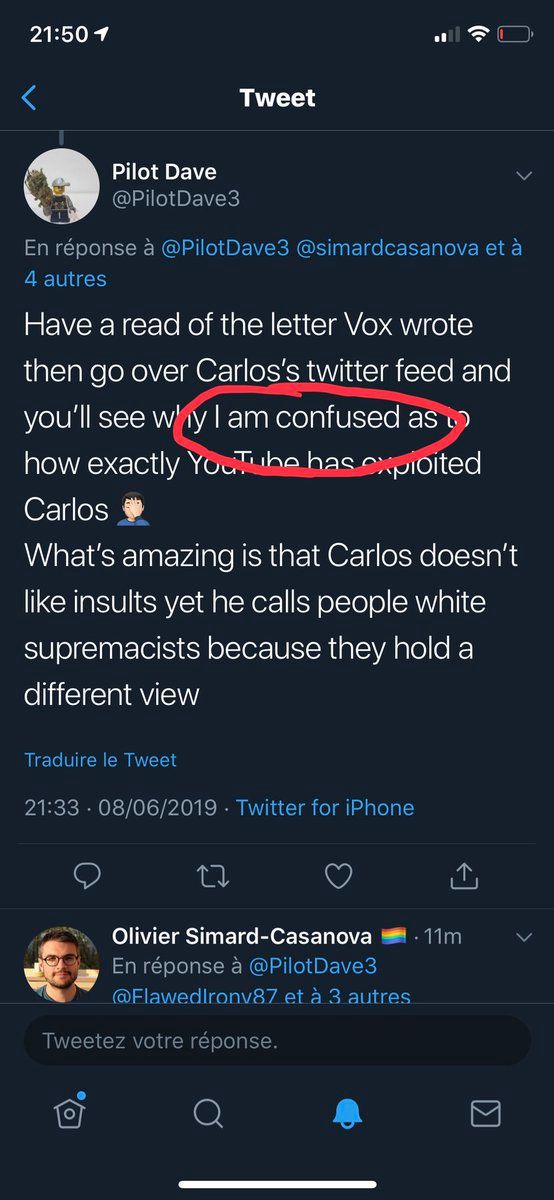 21:50
Tweet
Pilot Dave
@PilotDave3
En réponse à @PilotDave3 @simardcasanova et à
4 autres
Have a read of the letter Vox wrote
then go over Carlos's twitter feed and
you'll see why I am confused as to
how exactly YouTube has exploited
Carlos 🤦🏻‍♂️
What's amazing is that Carlos doesn't
like insults yet he calls people white
supremacists because they hold a
different view
Traduire le Tweet
21:33 · 08/06/2019 · Twitter for iPhone
Olivier Simard-Casanova 🏳️‍🌈 · 11m
En réponse à @PilotDave3
@FlawedIrony87 et à 3 autres
Tweetez votre réponse.